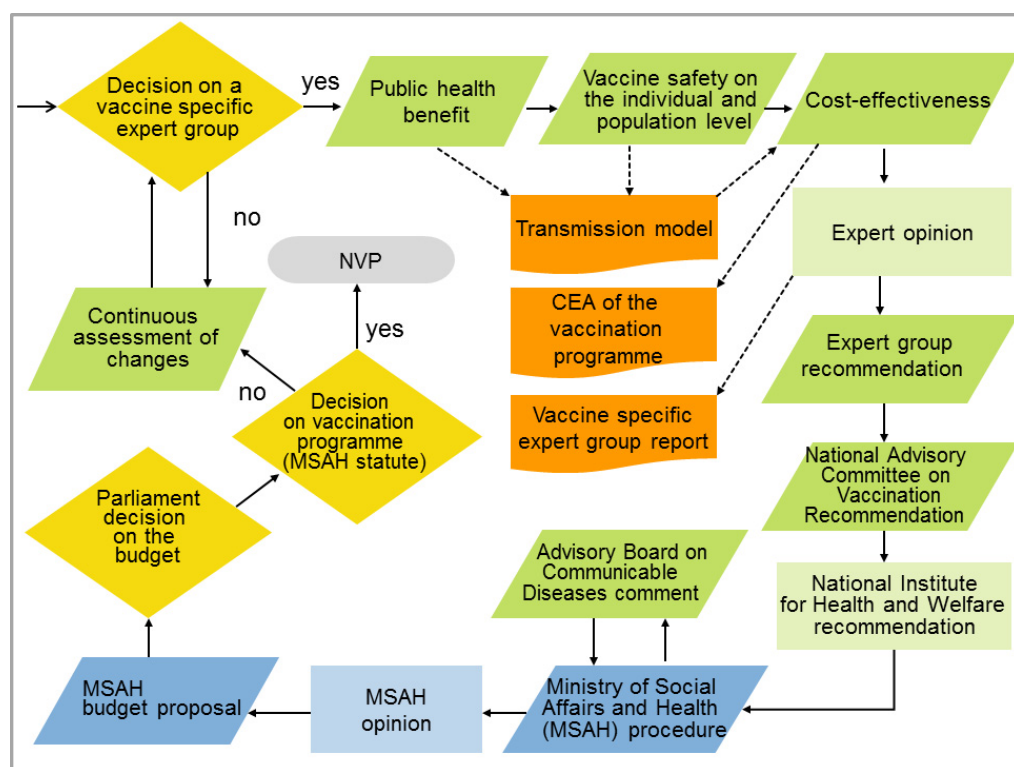 Decision on a
vaccine specific
expert group
yes
Public health
benefit
Vaccine safety on
the individual and
population level
Cost-effectiveness
no
Transmission model
Expert opinion
NVP
Continuous
assessment of
changes
yes
no
CEA of the
vaccination
programme
Expert group
recommendation
Decision
on vaccination
programme
(MSAH statute)
Vaccine specific
expert group report
National Advisory
Committee on
Vaccination
Recommendation
Parliament
decision
on the
budget
Advisory Board on
Communicable
Diseases comment
National Institute
for Health and Welfare
recommendation
MSAH
budget proposal
MSAH
opinion
Ministry of Social
Affairs and Health
(MSAH) procedure